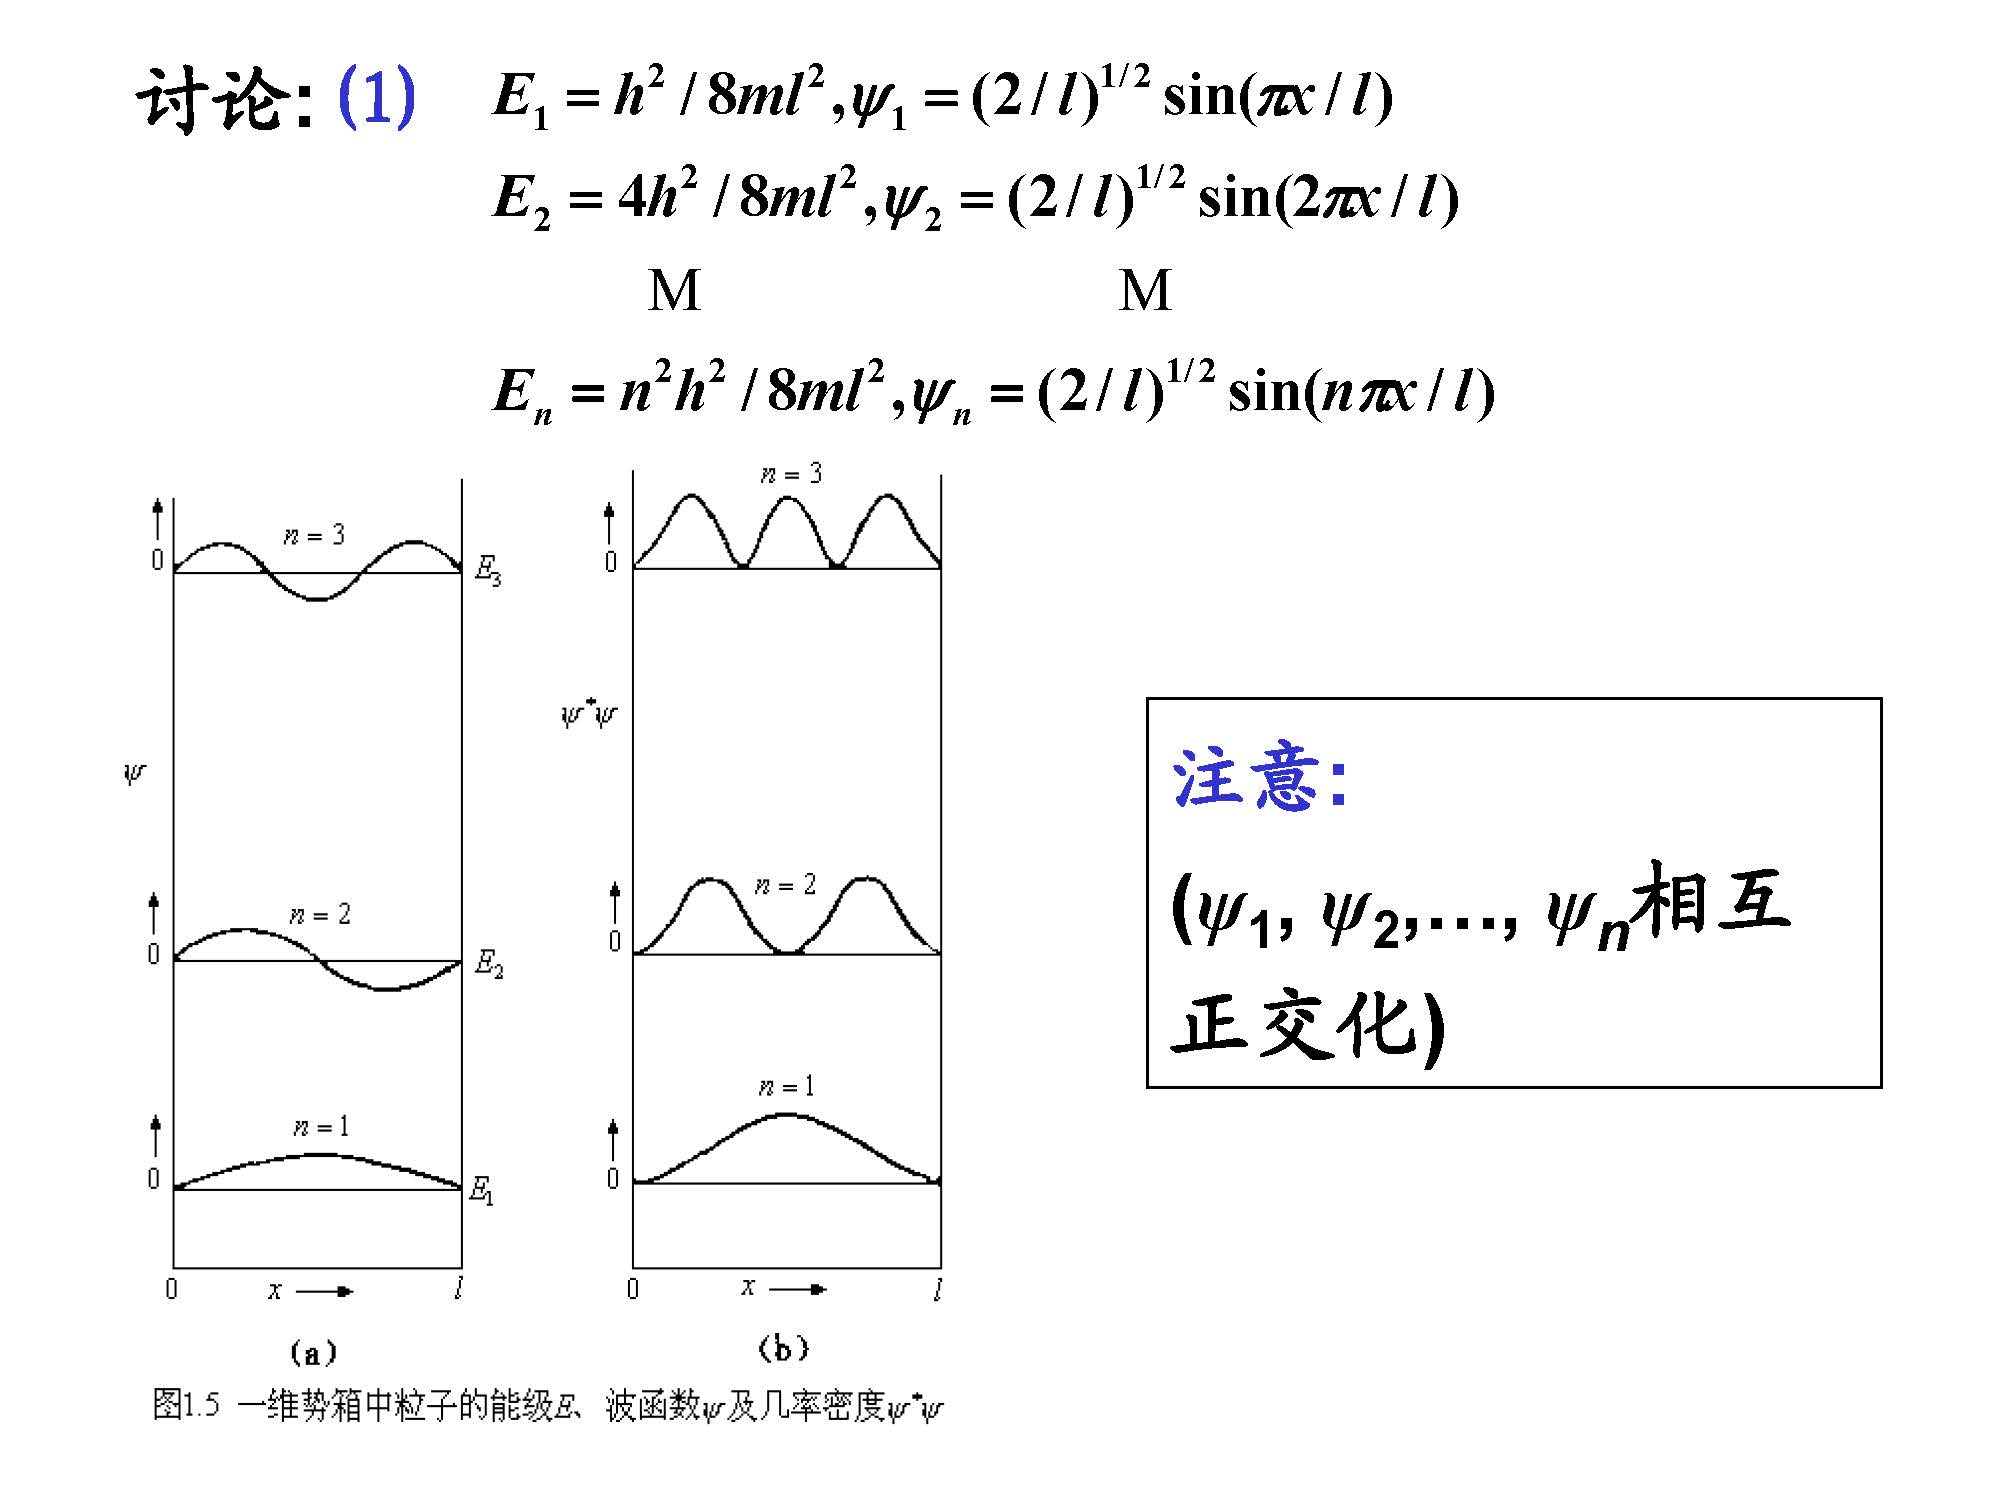 讨论: (1) E₁ = h² / 8ml², ψ₁ = (2 / l)^1/2 sin(πx / l)
E₂ = 4h² / 8ml², ψ₂ = (2 / l)^1/2 sin(2πx / l)
M M
Eₙ = n²h² / 8ml², ψₙ = (2 / l)^1/2 sin(nπx / l)
n = 3
0
E₃
ψ
n = 2
0
E₂
n = 1
0
E₁
0 x l
(a)
n = 3
0
ψ*ψ
n = 2
0
n = 1
0
0 x l
(b)
图1.5 一维势箱中粒子的能级E、波函数ψ及几率密度ψ*ψ
注意:
(ψ1, ψ2,…, ψn相互
正交化)